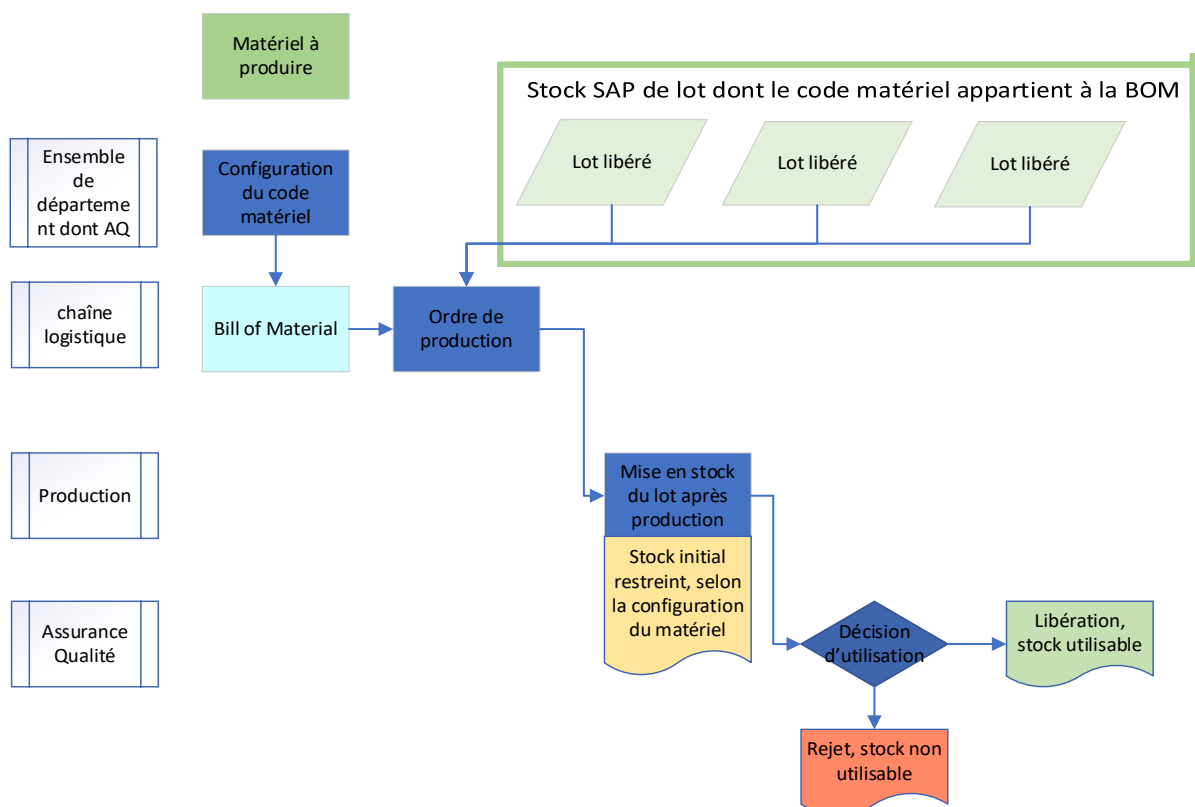 Matériel à
produire
Stock SAP de lot dont le code matériel appartient à la BOM
Lot libéré
Lot libéré
Lot libéré
Ensemble
de
départeme
nt dont AQ
Configuration
du code
matériel
chaîne
logistique
Bill of Material
Ordre de
production
Production
Mise en stock
du lot après
production
Stock initial
restreint, selon
la configuration
du matériel
Assurance
Qualité
Décision
d’utilisation
Libération,
stock utilisable
Rejet, stock non
utilisable